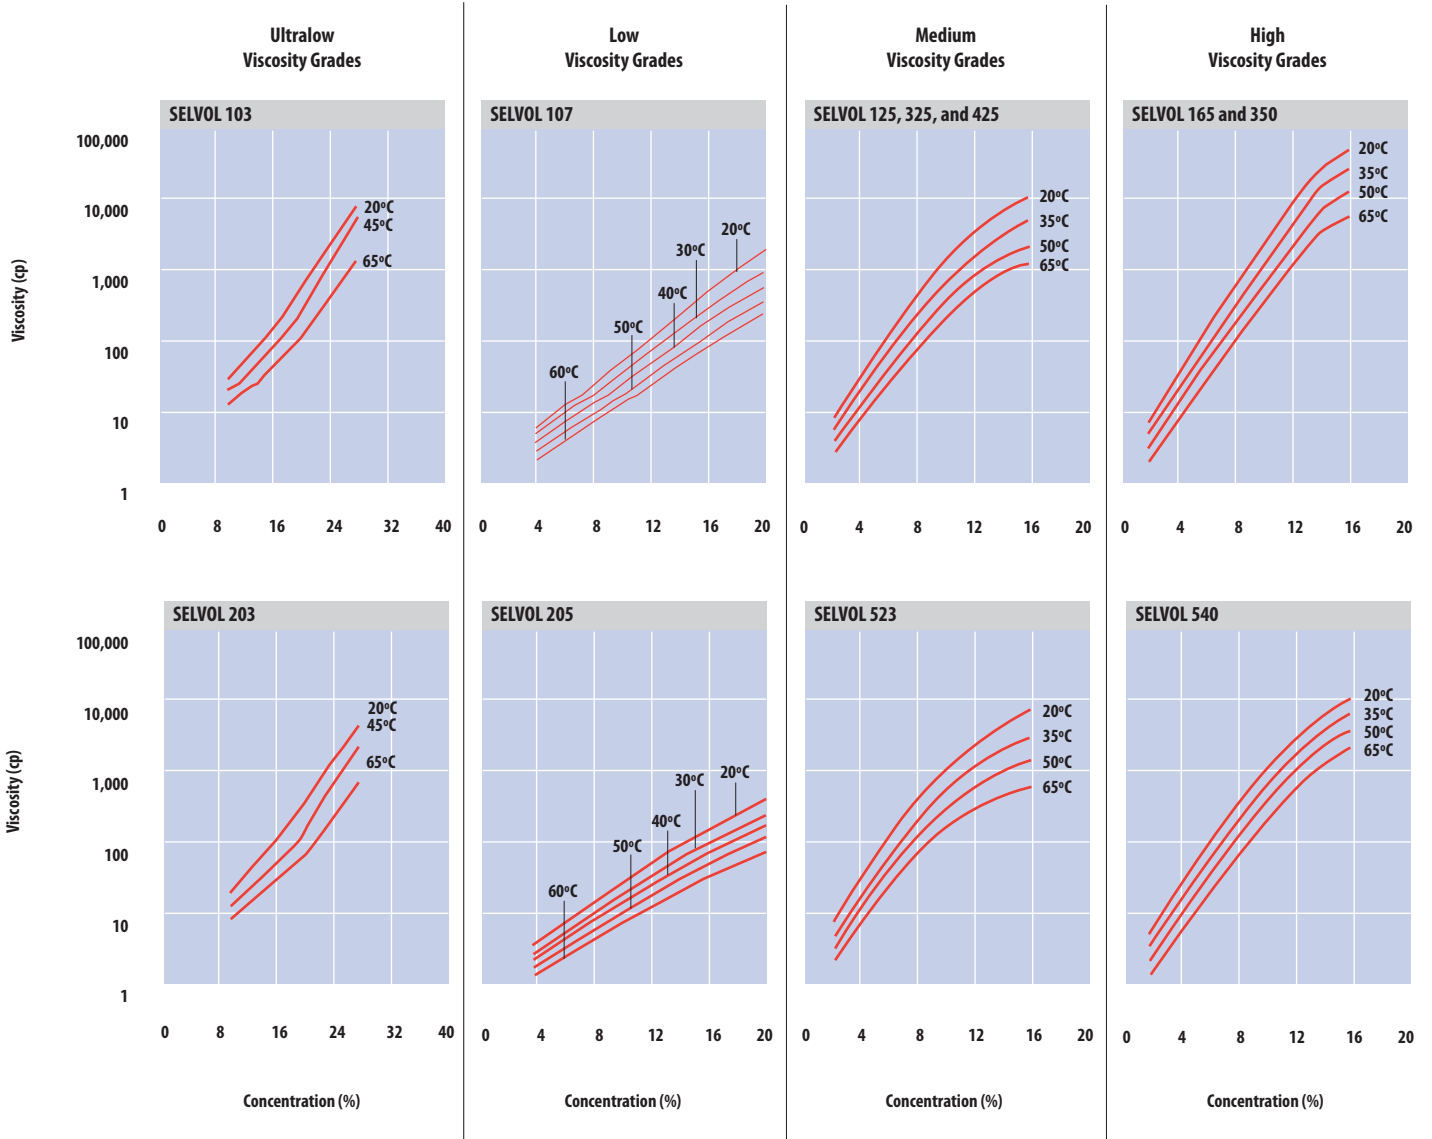 Ultralow
Viscosity Grades
Low
Viscosity Grades
Medium
Viscosity Grades
High
Viscosity Grades
SELVOL 103
SELVOL 107
SELVOL 125, 325, and 425
SELVOL 165 and 350
Viscosity (cp)
100,000
10,000
1,000
100
10
1
20ºC
45ºC
65ºC
20ºC
30ºC
40ºC
50ºC
60ºC
20ºC
35ºC
50ºC
65ºC
20ºC
35ºC
50ºC
65ºC
0 8 16 24 32 40
0 4 8 12 16 20
0 4 8 12 16 20
0 4 8 12 16 20
SELVOL 203
SELVOL 205
SELVOL 523
SELVOL 540
Viscosity (cp)
100,000
10,000
1,000
100
10
1
20ºC
45ºC
65ºC
20ºC
30ºC
40ºC
50ºC
60ºC
20ºC
35ºC
50ºC
65ºC
20ºC
35ºC
50ºC
65ºC
0 8 16 24 32 40
0 4 8 12 16 20
0 4 8 12 16 20
0 4 8 12 16 20
Concentration (%)
Concentration (%)
Concentration (%)
Concentration (%)